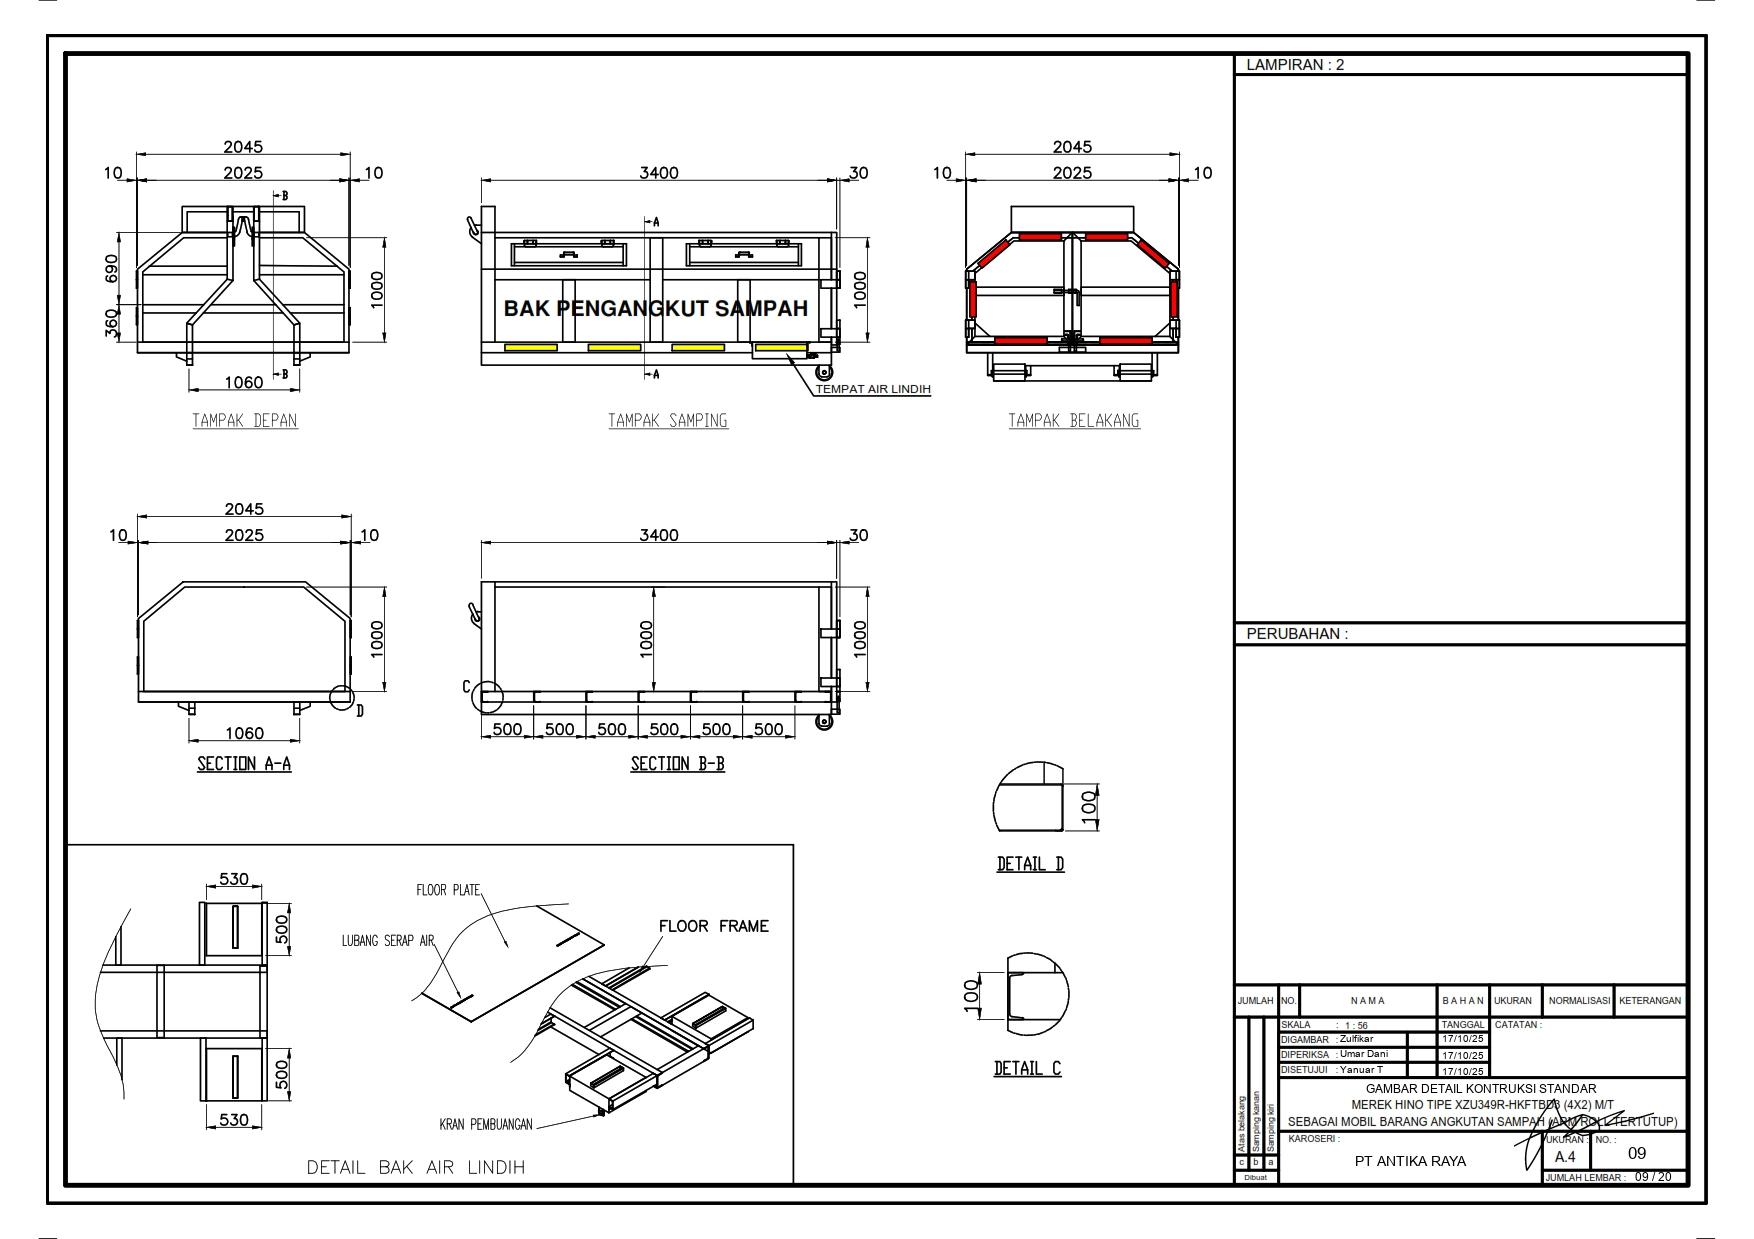 LAMPIRAN : 2
2045
10 2025 10
B
690
360
1000
B
1060
TAMPAK DEPAN
3400 30
A
1000
BAK PENGANGKUT SAMPAH
A
TEMPAT AIR LINDIH
TAMPAK SAMPING
2045
10 2025 10
TAMPAK BELAKANG
2045
10 2025 10
1000
D
1060
SECTION A-A
3400 30
1000
1000
C
500 500 500 500 500 500
SECTION B-B
100
DETAIL D
100
DETAIL C
530
500
500
530
FLOOR PLATE
LUBANG SERAP AIR
FLOOR FRAME
KRAN PEMBUANGAN
DETAIL BAK AIR LINDIH
PERUBAHAN :
JUMLAH NO. N A M A B A H A N UKURAN NORMALISASI KETERANGAN
SKALA : 1 : 56 TANGGAL CATATAN :
DIGAMBAR : Zulfikar 17/10/25
DIPERIKSA : Umar Dani 17/10/25
DISETUJUI : Yanuar T 17/10/25
GAMBAR DETAIL KONTRUKSI STANDAR
MEREK HINO TIPE XZU349R-HKFTBD3 (4X2) M/T
SEBAGAI MOBIL BARANG ANGKUTAN SAMPAH (ARM ROLL TERTUTUP)
Atas belakang
Samping kanan
Samping kiri
c b a
Dibuat
KAROSERI :
PT ANTIKA RAYA
UKURAN : NO. :
A.4 09
JUMLAH LEMBAR : 09 / 20